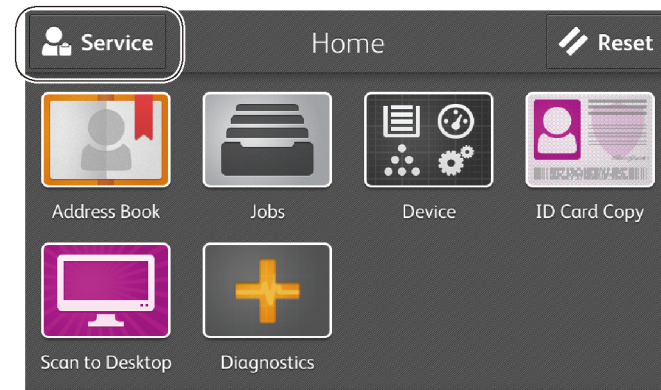 Service
Home
Reset
Address Book
Jobs
Device
ID Card Copy
Scan to Desktop
Diagnostics